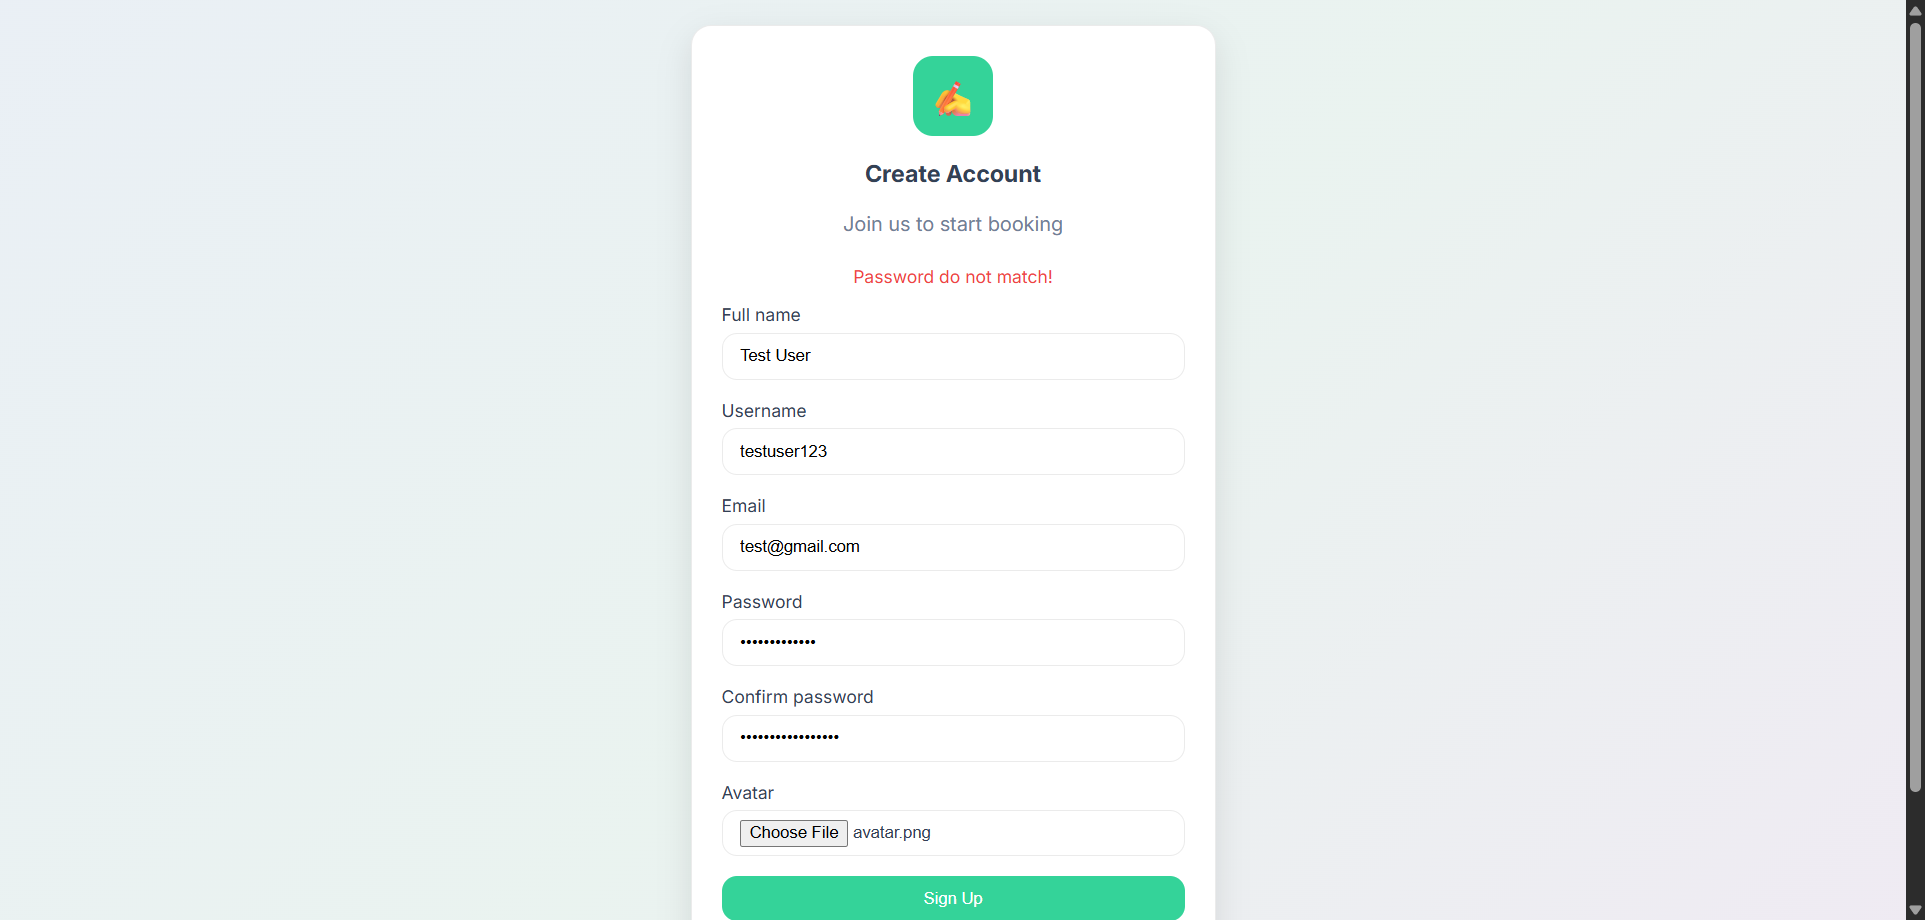 Create Account
Join us to start booking
Password do not match!
Full name
Test User
Username
testuser123
Email
test@gmail.com
Password
•••••••••••••
Confirm password
•••••••••••••••••
Avatar
Choose File avatar.png
Sign Up